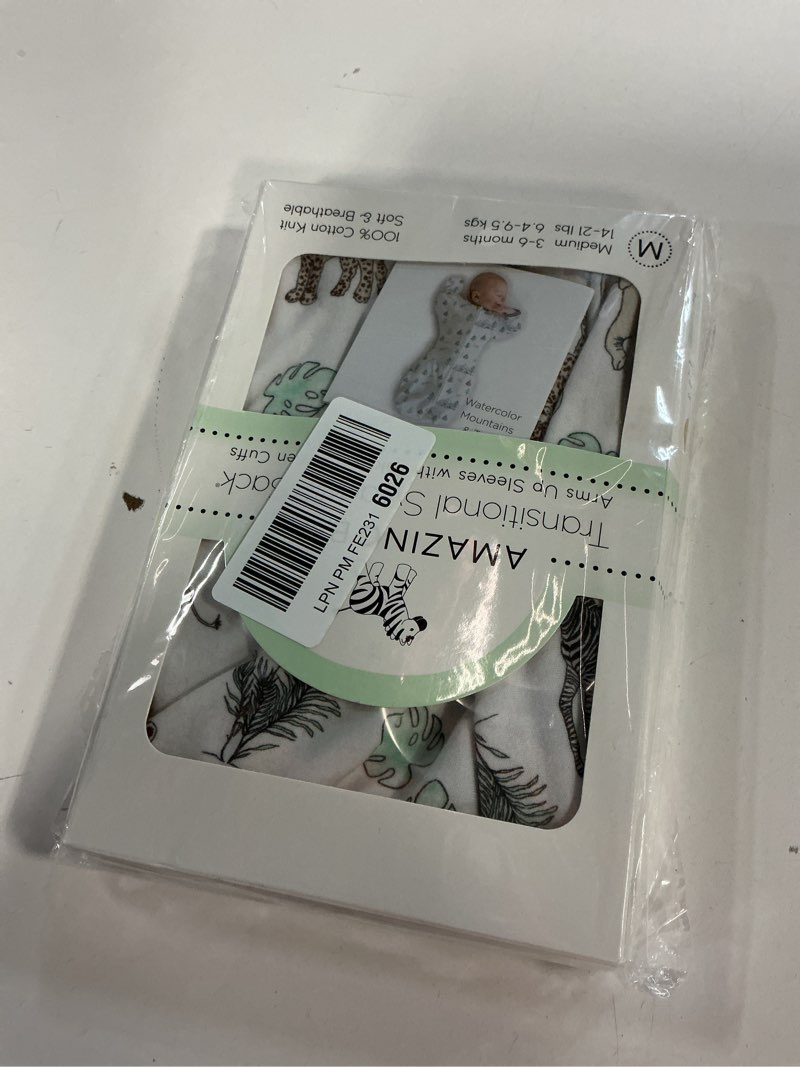 M
Medium 3-6 months
14-21 lbs 6.4-9.5 kgs
100% Cotton Knit
Soft & Breathable
Watercolor
Mountains
AMAZIN
Transitional
Arms Up Sleeves with
en Cuffs
LPN PM FE231 6026